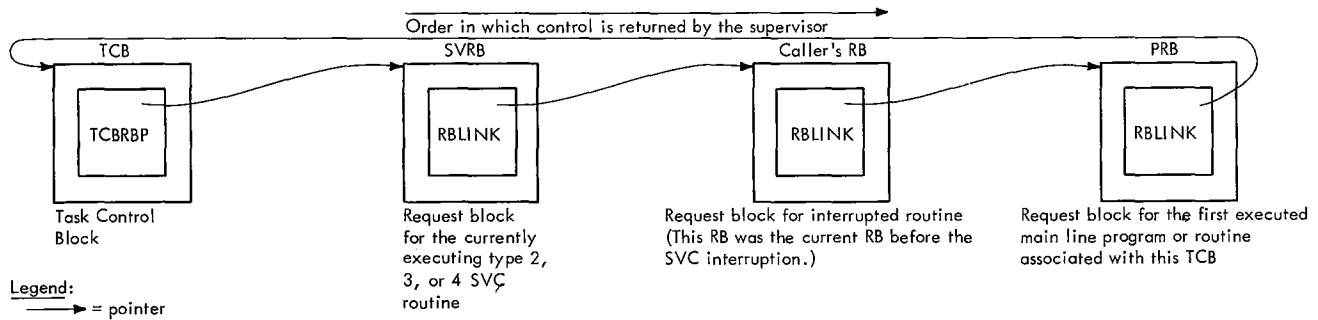 Order in which control is returned by the supervisor
TCB
SVRB
Caller's RB
PRB
TCBRBP
RBLINK
RBLINK
RBLINK
Task Control
Block
Request block
for the currently
executing type 2,
3, or 4 SVC
routine
Request block for interrupted routine
(This RB was the current RB before the
SVC interruption.)
Request block for the first executed
main line program or routine
associated with this TCB
Legend:
= pointer